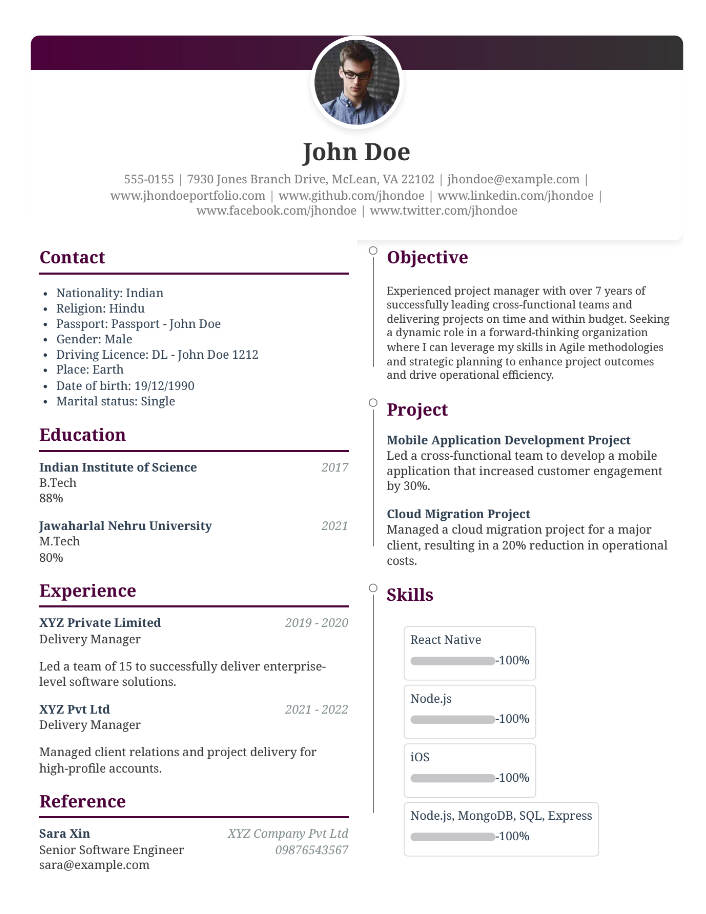 John Doe
555-0155 | 7930 Jones Branch Drive, McLean, VA 22102 | jhondoe@example.com |
www.jhondoeportfolio.com | www.github.com/jhondoe | www.linkedin.com/jhondoe |
www.facebook.com/jhondoe | www.twitter.com/jhondoe
Contact
• Nationality: Indian
• Religion: Hindu
• Passport: Passport - John Doe
• Gender: Male
• Driving Licence: DL - John Doe 1212
• Place: Earth
• Date of birth: 19/12/1990
• Marital status: Single
Education
Indian Institute of Science 2017
B.Tech
88%
Jawaharlal Nehru University 2021
M.Tech
80%
Experience
XYZ Private Limited 2019 - 2020
Delivery Manager
Led a team of 15 to successfully deliver enterprise-
level software solutions.
XYZ Pvt Ltd 2021 - 2022
Delivery Manager
Managed client relations and project delivery for
high-profile accounts.
Reference
Sara Xin XYZ Company Pvt Ltd
Senior Software Engineer 09876543567
sara@example.com
Objective
Experienced project manager with over 7 years of
successfully leading cross-functional teams and
delivering projects on time and within budget. Seeking
a dynamic role in a forward-thinking organization
where I can leverage my skills in Agile methodologies
and strategic planning to enhance project outcomes
and drive operational efficiency.
Project
Mobile Application Development Project
Led a cross-functional team to develop a mobile
application that increased customer engagement
by 30%.
Cloud Migration Project
Managed a cloud migration project for a major
client, resulting in a 20% reduction in operational
costs.
Skills
React Native
-100%
Node.js
-100%
iOS
-100%
Node.js, MongoDB, SQL, Express
-100%